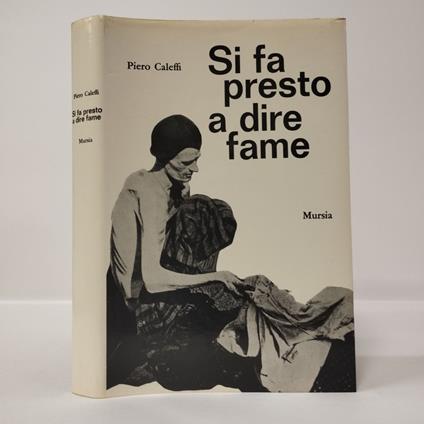 Piero Caleffi
Si fa presto
a dire fame
Mursia
Piero Caleffi
Si fa
presto
a dire
fame
Mursia